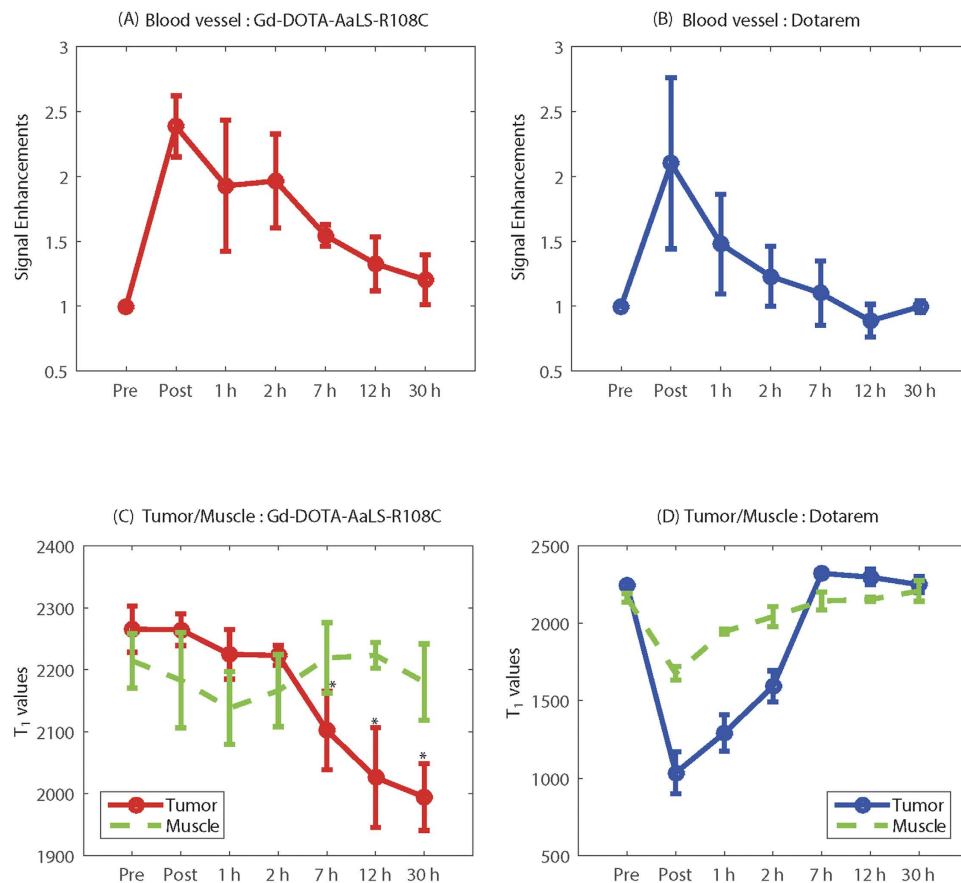 (A) Blood vessel : Gd-DOTA-AaLS-R108C
3
2.5
2
1.5
1
0.5
Signal Enhancements
Pre Post 1 h 2 h 7 h 12 h 30 h
(B) Blood vessel : Dotarem
3
2.5
2
1.5
1
0.5
Signal Enhancements
Pre Post 1 h 2 h 7 h 12 h 30 h
(C) Tumor/Muscle : Gd-DOTA-AaLS-R108C
2400
2300
2200
2100
2000
1900
T₁ values
* * *
Tumor
Muscle
Pre Post 1 h 2 h 7 h 12 h 30 h
(D) Tumor/Muscle : Dotarem
2500
2000
1500
1000
500
T₁ values
Tumor
Muscle
Pre Post 1 h 2 h 7 h 12 h 30 h